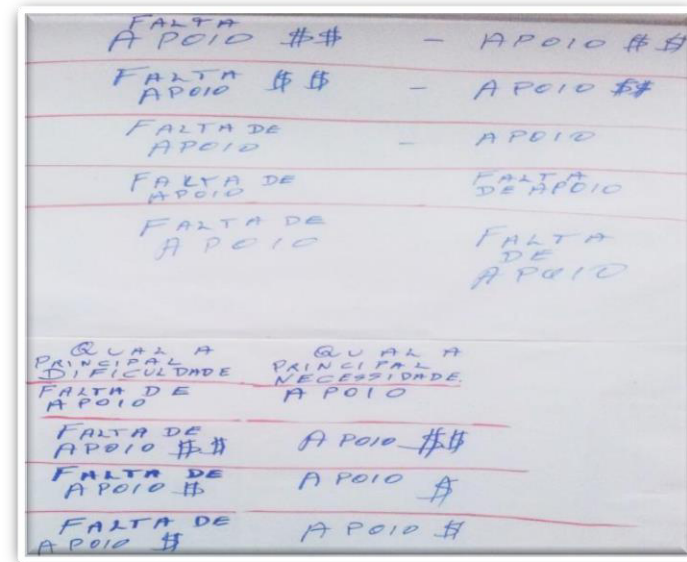 FALTA
APOIO $$ - APOIO $$
FALTA $$
APOIO - APOIO $$
FALTA DE
APOIO - APOIO
FALTA DE FALTA
APOIO DE APOIO
FALTA DE
APOIO
FALTA
DE
APOIO
QUAL A
PRINCIPAL
DIFICULDADE
QUAL A
PRINCIPAL
NECESSIDADE.
FALTA DE
APOIO APOIO
FALTA DE
APOIO $$ APOIO $$
FALTA DE
APOIO $ APOIO $
FALTA DE
APOIO $ APOIO $